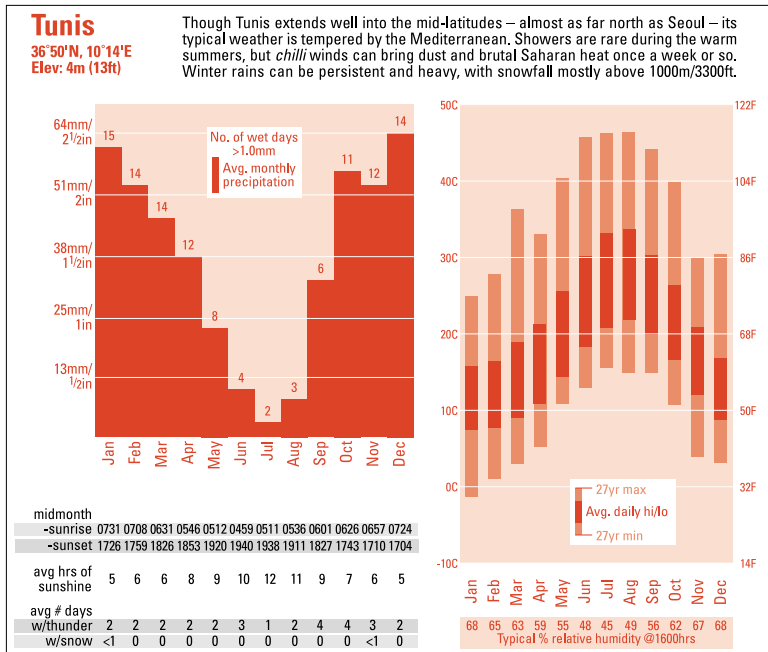 Tunis
36°50'N, 10°14'E
Elev: 4m (13ft)
Though Tunis extends well into the mid-latitudes – almost as far north as Seoul – its
typical weather is tempered by the Mediterranean. Showers are rare during the warm
summers, but chilli winds can bring dust and brutal Saharan heat once a week or so.
Winter rains can be persistent and heavy, with snowfall mostly above 1000m/3300ft.
64mm/
2 1/2in
51mm/
2in
38mm/
1 1/2in
25mm/
1in
13mm/
1/2in
No. of wet days
>1.0mm
Avg. monthly
precipitation
15 14 14 12 8 4 2 3 6 11 12 14
Jan Feb Mar Apr May Jun Jul Aug Sep Oct Nov Dec
midmonth
-sunrise 0731 0708 0631 0546 0512 0459 0511 0536 0601 0626 0657 0724
-sunset 1726 1759 1826 1853 1920 1940 1938 1911 1827 1743 1710 1704
avg hrs of
sunshine 5 6 6 8 9 10 12 11 9 7 6 5
avg # days
w/thunder 2 2 2 2 2 3 1 2 4 4 3 2
w/snow <1 0 0 0 0 0 0 0 0 0 <1 0
50C 122F
40C 104F
30C 86F
20C 68F
10C 50F
0C 32F
-10C 14F
27yr max
Avg. daily hi/lo
27yr min
Jan Feb Mar Apr May Jun Jul Aug Sep Oct Nov Dec
68 65 63 59 55 48 45 49 56 62 67 68
Typical % relative humidity @1600hrs